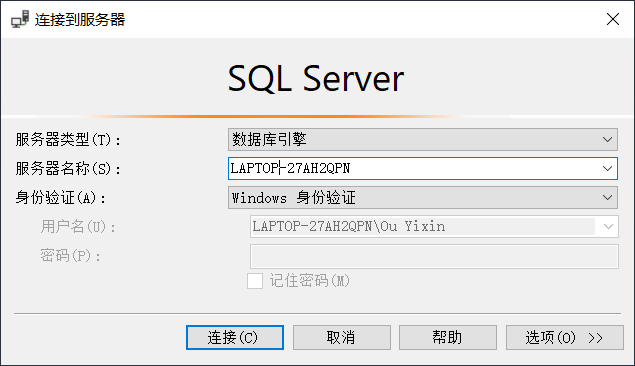 连接到服务器
SQL Server
服务器类型(T): 数据库引擎
服务器名称(S): LAPTOP-27AH2QPN
身份验证(A): Windows 身份验证
用户名(U): LAPTOP-27AH2QPN\Ou Yixin
密码(P):
记住密码(M)
连接(C) 取消 帮助 选项(O) >>